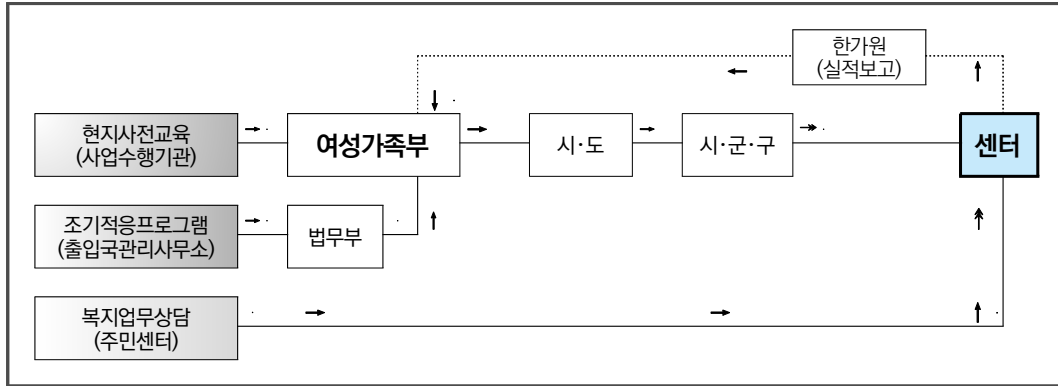 한가원
(실적보고)
현지사전교육
(사업수행기관)
여성가족부
시·도
시·군·구
센터
조기적응프로그램
(출입국관리사무소)
법무부
복지업무상담
(주민센터)